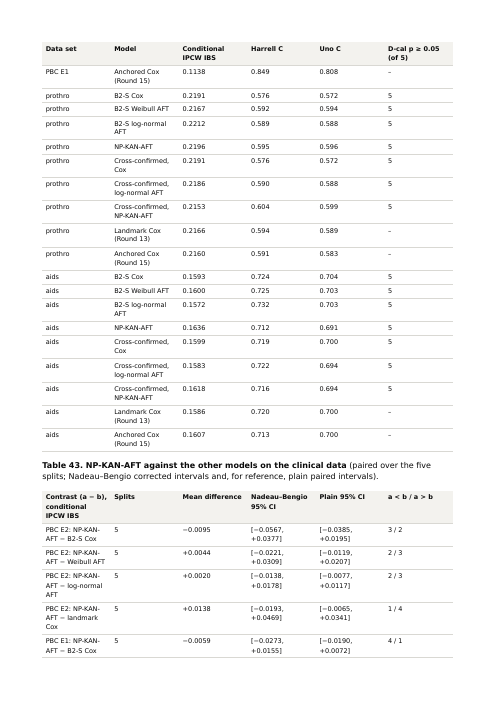 Data set Model Conditional IPCW IBS Harrell C Uno C D-cal p ≥ 0.05 (of 5)
PBC E1 Anchored Cox (Round 15) 0.1138 0.849 0.808 –
prothro B2-S Cox 0.2191 0.576 0.572 5
prothro B2-S Weibull AFT 0.2167 0.592 0.594 5
prothro B2-S log-normal AFT 0.2212 0.589 0.588 5
prothro NP-KAN-AFT 0.2196 0.595 0.596 5
prothro Cross-confirmed, Cox 0.2191 0.576 0.572 5
prothro Cross-confirmed, log-normal AFT 0.2186 0.590 0.588 5
prothro Cross-confirmed, NP-KAN-AFT 0.2153 0.604 0.599 5
prothro Landmark Cox (Round 13) 0.2166 0.594 0.589 –
prothro Anchored Cox (Round 15) 0.2160 0.591 0.583 –
aids B2-S Cox 0.1593 0.724 0.704 5
aids B2-S Weibull AFT 0.1600 0.725 0.703 5
aids B2-S log-normal AFT 0.1572 0.732 0.703 5
aids NP-KAN-AFT 0.1636 0.712 0.691 5
aids Cross-confirmed, Cox 0.1599 0.719 0.700 5
aids Cross-confirmed, log-normal AFT 0.1583 0.722 0.694 5
aids Cross-confirmed, NP-KAN-AFT 0.1618 0.716 0.694 5
aids Landmark Cox (Round 13) 0.1586 0.720 0.700 –
aids Anchored Cox (Round 15) 0.1607 0.713 0.700 –
Table 43. NP-KAN-AFT against the other models on the clinical data (paired over the five
splits; Nadeau–Bengio corrected intervals and, for reference, plain paired intervals).
Contrast (a − b), conditional IPCW IBS Splits Mean difference Nadeau–Bengio 95% CI Plain 95% CI a < b / a > b
PBC E2: NP-KAN-AFT − B2-S Cox 5 −0.0095 [−0.0567, +0.0377] [−0.0385, +0.0195] 3 / 2
PBC E2: NP-KAN-AFT − Weibull AFT 5 +0.0044 [−0.0221, +0.0309] [−0.0119, +0.0207] 2 / 3
PBC E2: NP-KAN-AFT − log-normal AFT 5 +0.0020 [−0.0138, +0.0178] [−0.0077, +0.0117] 2 / 3
PBC E2: NP-KAN-AFT − landmark Cox 5 +0.0138 [−0.0193, +0.0469] [−0.0065, +0.0341] 1 / 4
PBC E1: NP-KAN-AFT − B2-S Cox 5 −0.0059 [−0.0273, +0.0155] [−0.0190, +0.0072] 4 / 1